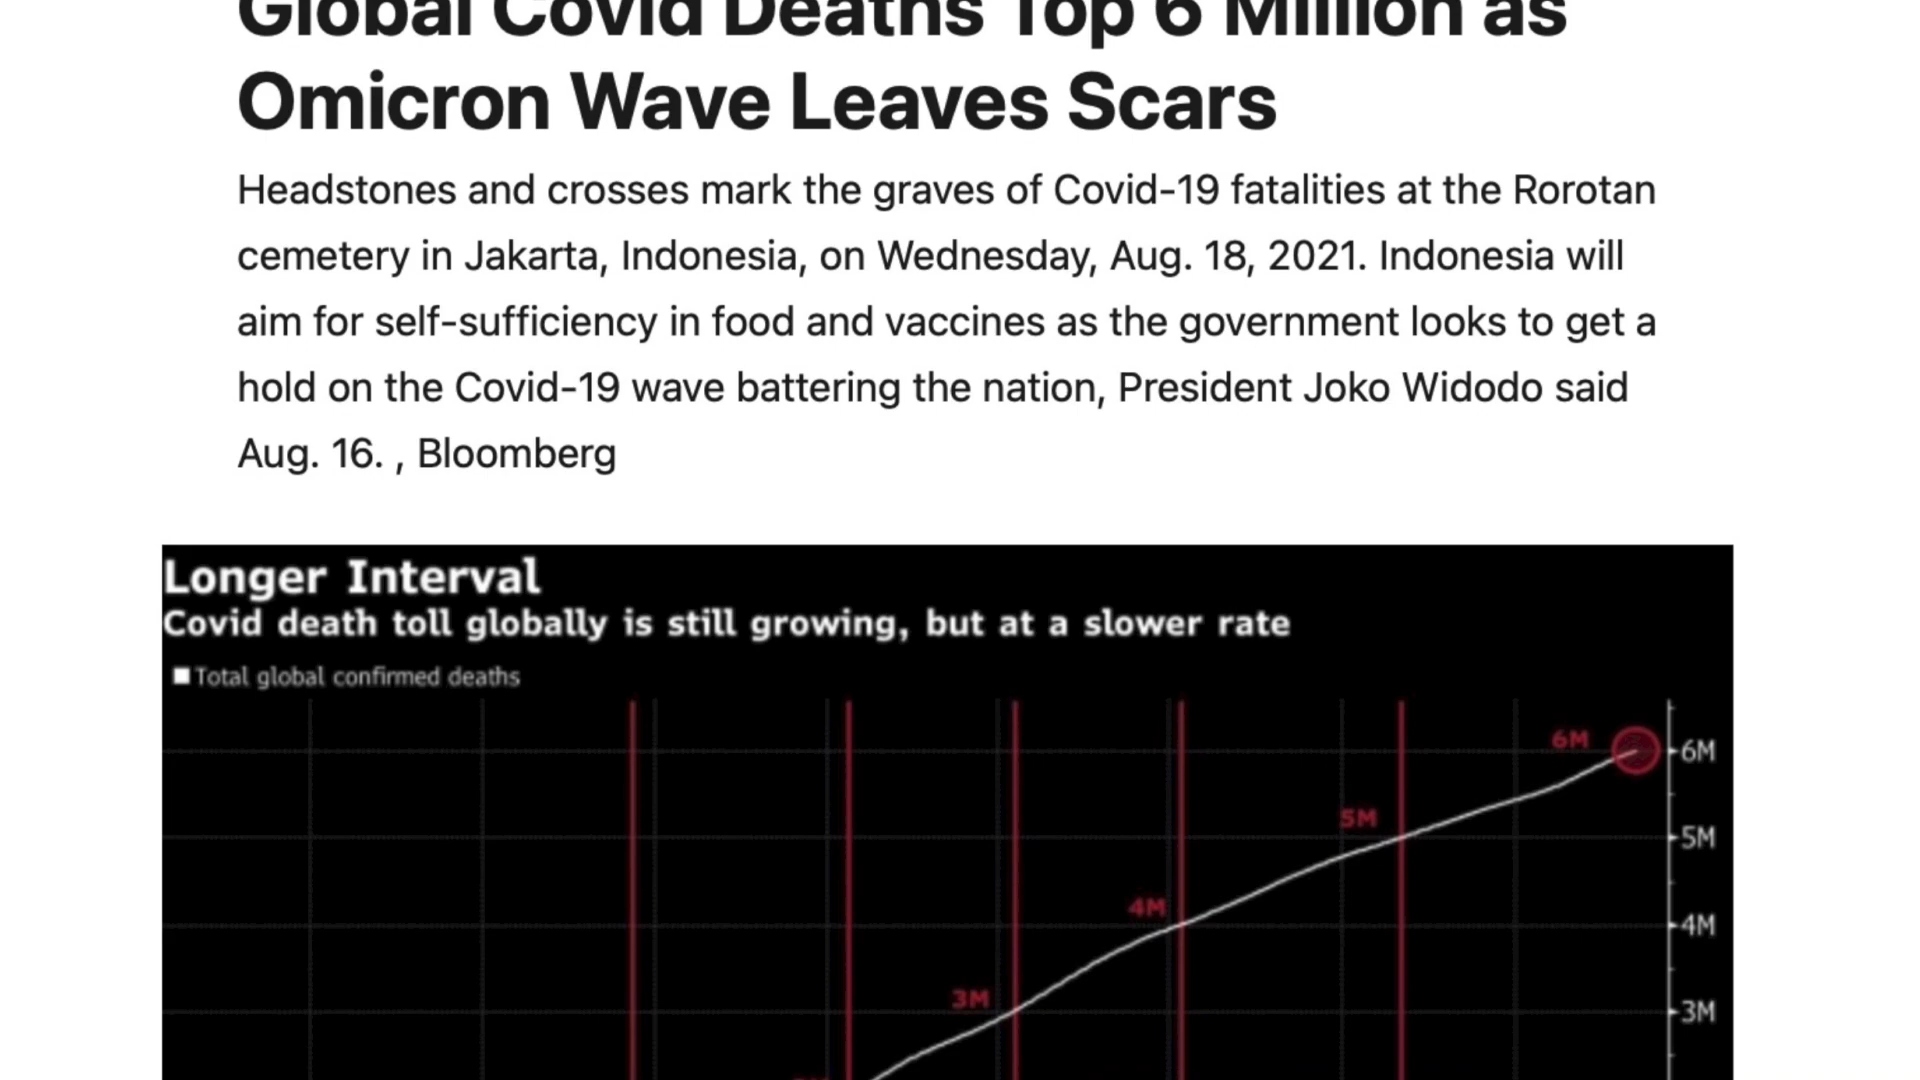 Global Covid Deaths Top 6 Million as
Omicron Wave Leaves Scars
Headstones and crosses mark the graves of Covid-19 fatalities at the Rorotan
cemetery in Jakarta, Indonesia, on Wednesday, Aug. 18, 2021. Indonesia will
aim for self-sufficiency in food and vaccines as the government looks to get a
hold on the Covid-19 wave battering the nation, President Joko Widodo said
Aug. 16. , Bloomberg
Longer Interval
Covid death toll globally is still growing, but at a slower rate
Total global confirmed deaths
6M
6M
5M
5M
4M
4M
3M
3M